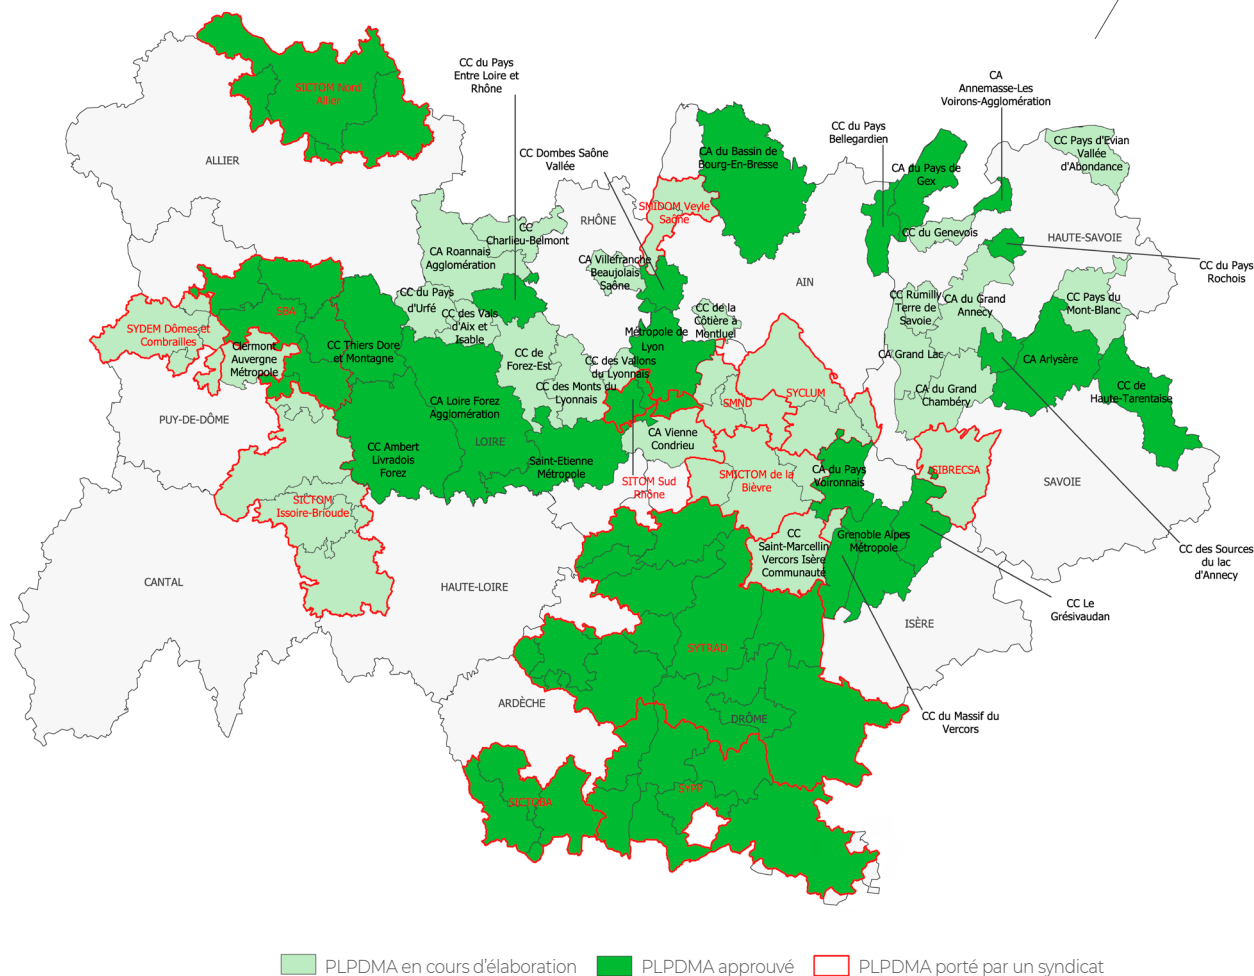 CC du Pays
Entre Loire et
Rhône
CA
Annemasse-Les
Voirons-Agglomération
SICTOM Nord
Allier
CC du Pays
Bellegardien
CC Pays d'Evian
Vallée
d'Abondance
ALLIER
CC Dombes Saône
Vallée
CA du Bassin de
Bourg-En-Bresse
CA du Pays de
Gex
SMIDOM Veyle
Saône
RHÔNE
CC
Charlieu-Belmont
CC du Genevois
HAUTE-SAVOIE
CA Roannais
Agglomération
CA Villefranche
Beaujolais
Saône
CC du Pays
Rochois
AIN
CC du Pays
d'Urfé
CC Rumilly
Terre de
Savoie
CA du Grand
Annecy
CC Pays du
Mont-Blanc
SBA
CC des Vals
d'Aix et
Isable
CC de la
Côtière à
Montluel
SYDEM Dômes et
Combrailles
Métropole de
Lyon
Clermont
Auvergne
Métropole
CC Thiers Dore
et Montagne
CC de
Forez-Est
CC des Vallons
du Lyonnais
CA Grand Lac
CA Arlysère
CC des Monts du
Lyonnais
SYCLUM
CA du Grand
Chambéry
CC de
Haute-Tarentaise
SMND
CA Loire Forez
Agglomération
PUY-DE-DÔME
CA Vienne
Condrieu
LOIRE
CC Ambert
Livradois
Forez
Saint-Etienne
Métropole
SMICTOM de la
Bièvre
CA du Pays
Voironnais
SIBRECSA
SITOM Sud
Rhône
SAVOIE
SICTOM
Issoire-Brioude
CC
Saint-Marcellin
Vercors Isère
Communauté
Grenoble Alpes
Métropole
CC des Sources
du lac
d'Annecy
CANTAL
HAUTE-LOIRE
CC Le
Grésivaudan
ISÈRE
SYTRAD
ARDÈCHE
DRÔME
CC du Massif du
Vercors
SYPP
SICTOBA
PLPDMA en cours d'élaboration
PLPDMA approuvé
PLPDMA porté par un syndicat